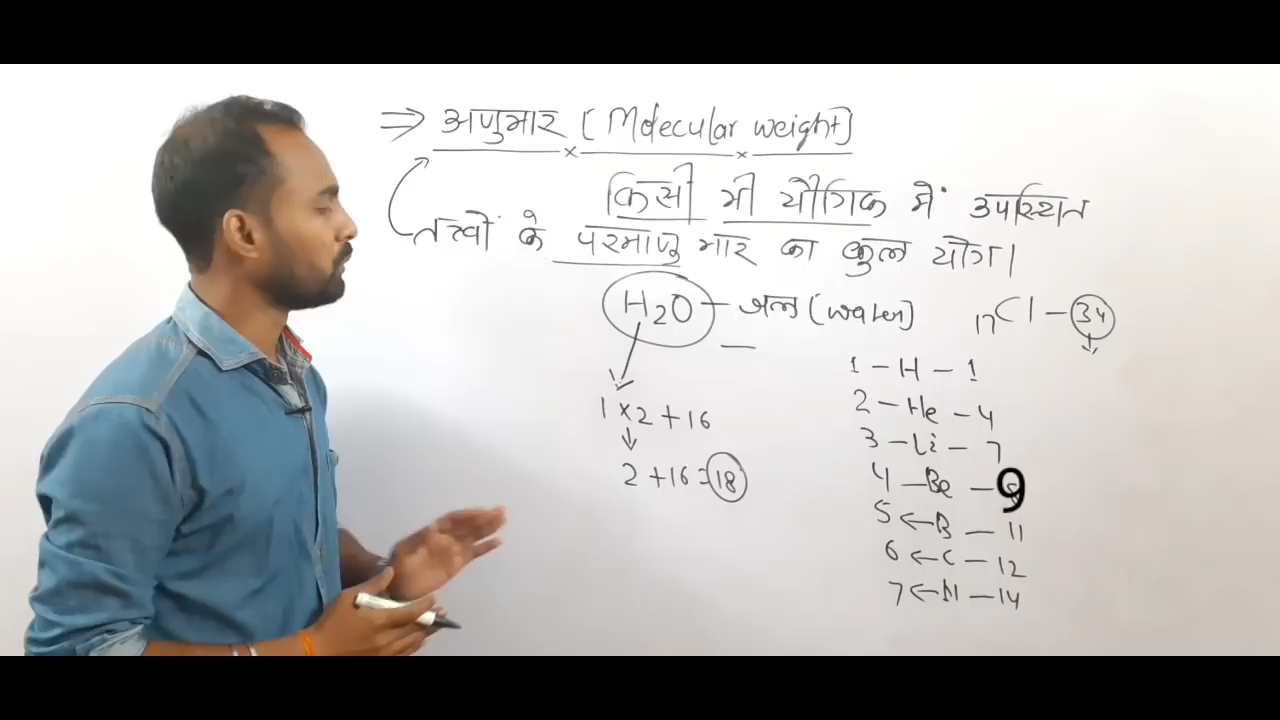 ⇒ अणुभार [Molecular weight]
किसी भी यौगिक में उपस्थित
तत्त्वों के परमाणु भार का कुल योग।
H₂O – जल (water)
₁₇Cl – 34
1 × 2 + 16
2 + 16 = 18
1 – H – 1
2 – He – 4
3 – Li – 7
4 – Be – 9
5 ← B – 11
6 ← C – 12
7 ← N – 14